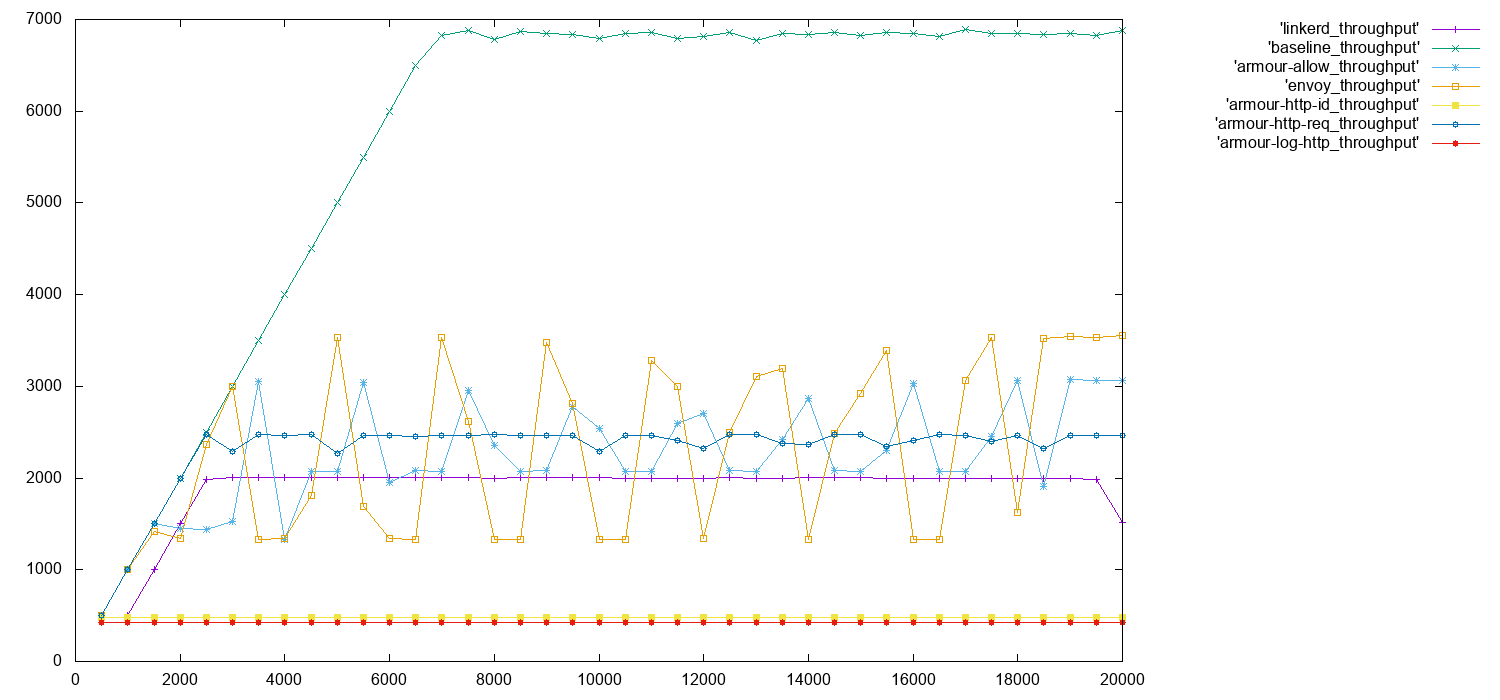 7000
6000
5000
4000
3000
2000
1000
0
0 2000 4000 6000 8000 10000 12000 14000 16000 18000 20000
'linkerd_throughput'
'baseline_throughput'
'armour-allow_throughput'
'envoy_throughput'
'armour-http-id_throughput'
'armour-http-req_throughput'
'armour-log-http_throughput'